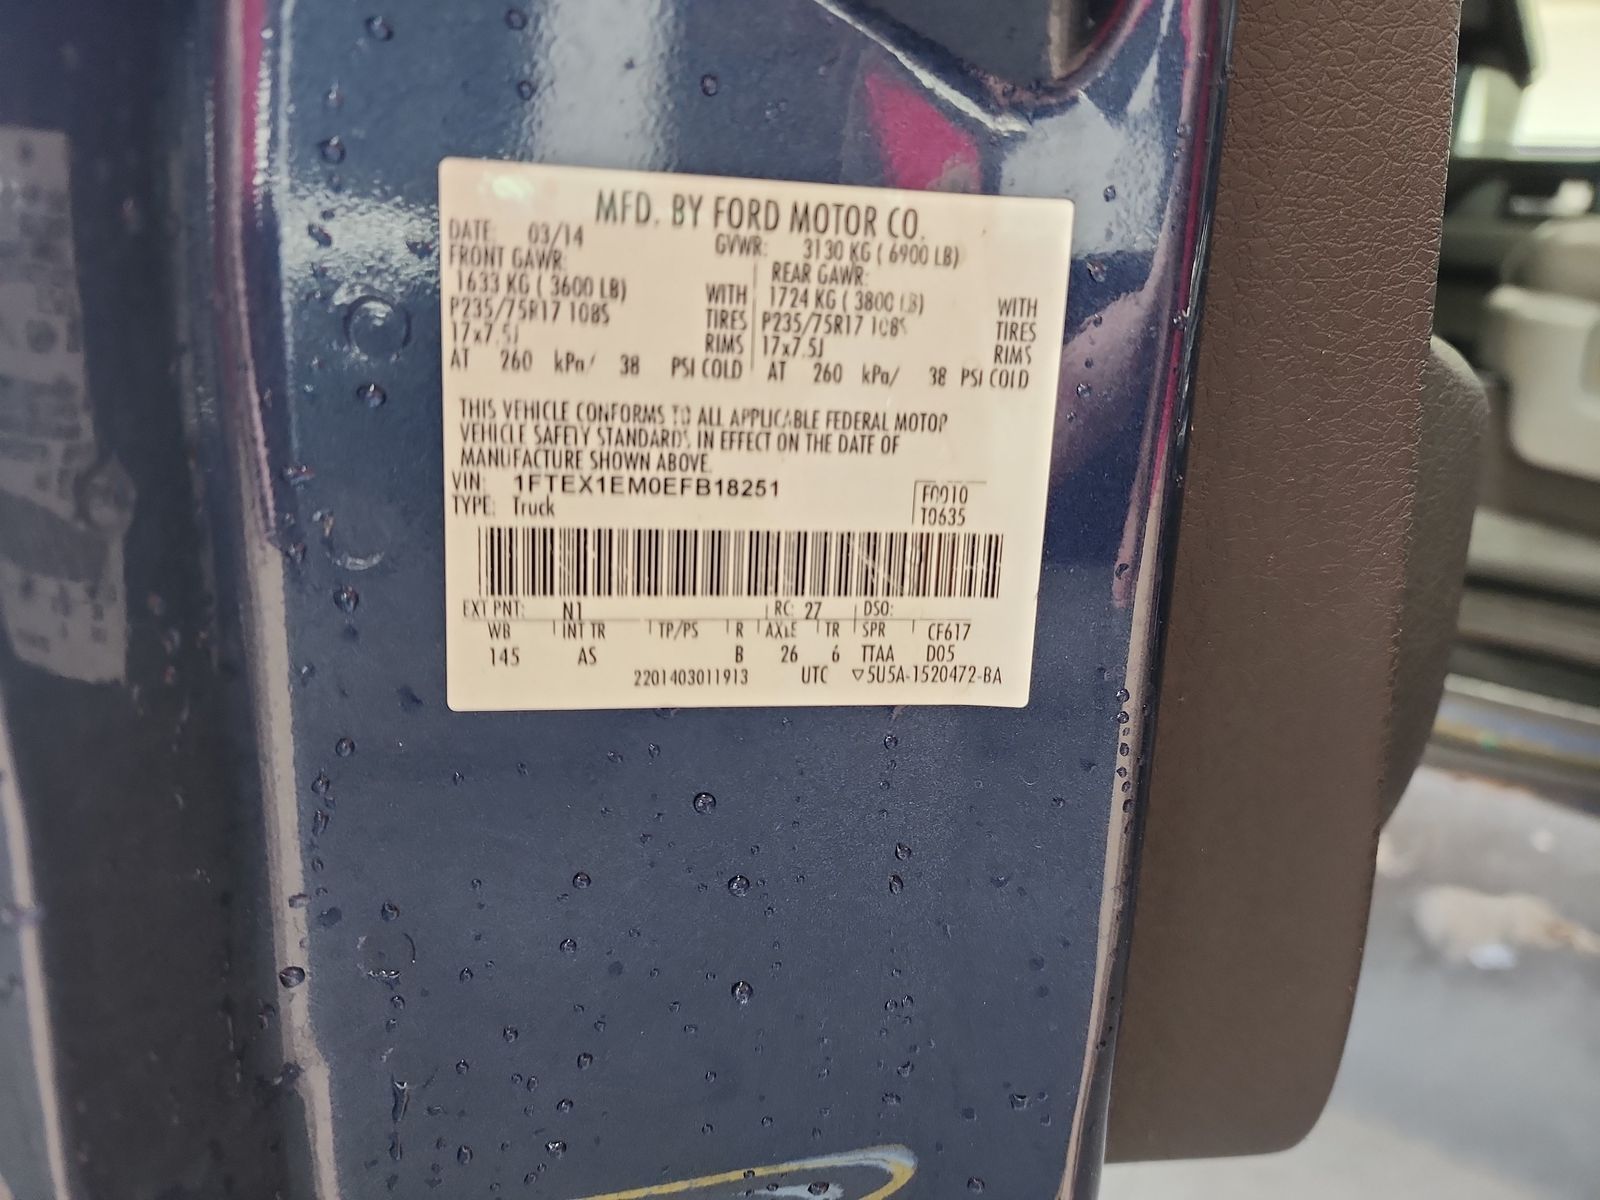 MFD. BY FORD MOTOR CO.
DATE: 03/14 GVWR: 3130 KG ( 6900 LB)
FRONT GAWR: REAR GAWR:
1633 KG ( 3600 LB) WITH 1724 KG ( 3800 LB) WITH
P235/75R17 108S TIRES P235/75R17 108S TIRES
17x7.5J RIMS 17x7.5J RIMS
AT 260 kPa/ 38 PSI COLD AT 260 kPa/ 38 PSI COLD
THIS VEHICLE CONFORMS TO ALL APPLICABLE FEDERAL MOTOR
VEHICLE SAFETY STANDARDS IN EFFECT ON THE DATE OF
MANUFACTURE SHOWN ABOVE.
VIN: 1FTEX1EM0EFB18251 F0010
TYPE: Truck T0635
EXT PNT: N1 RC: 27 DSO:
WB INT TR TP/PS R AXLE TR SPR CF617
145 AS B 26 6 TTAA D05
2201403011913 UTC ▽5U5A-1520472-BA